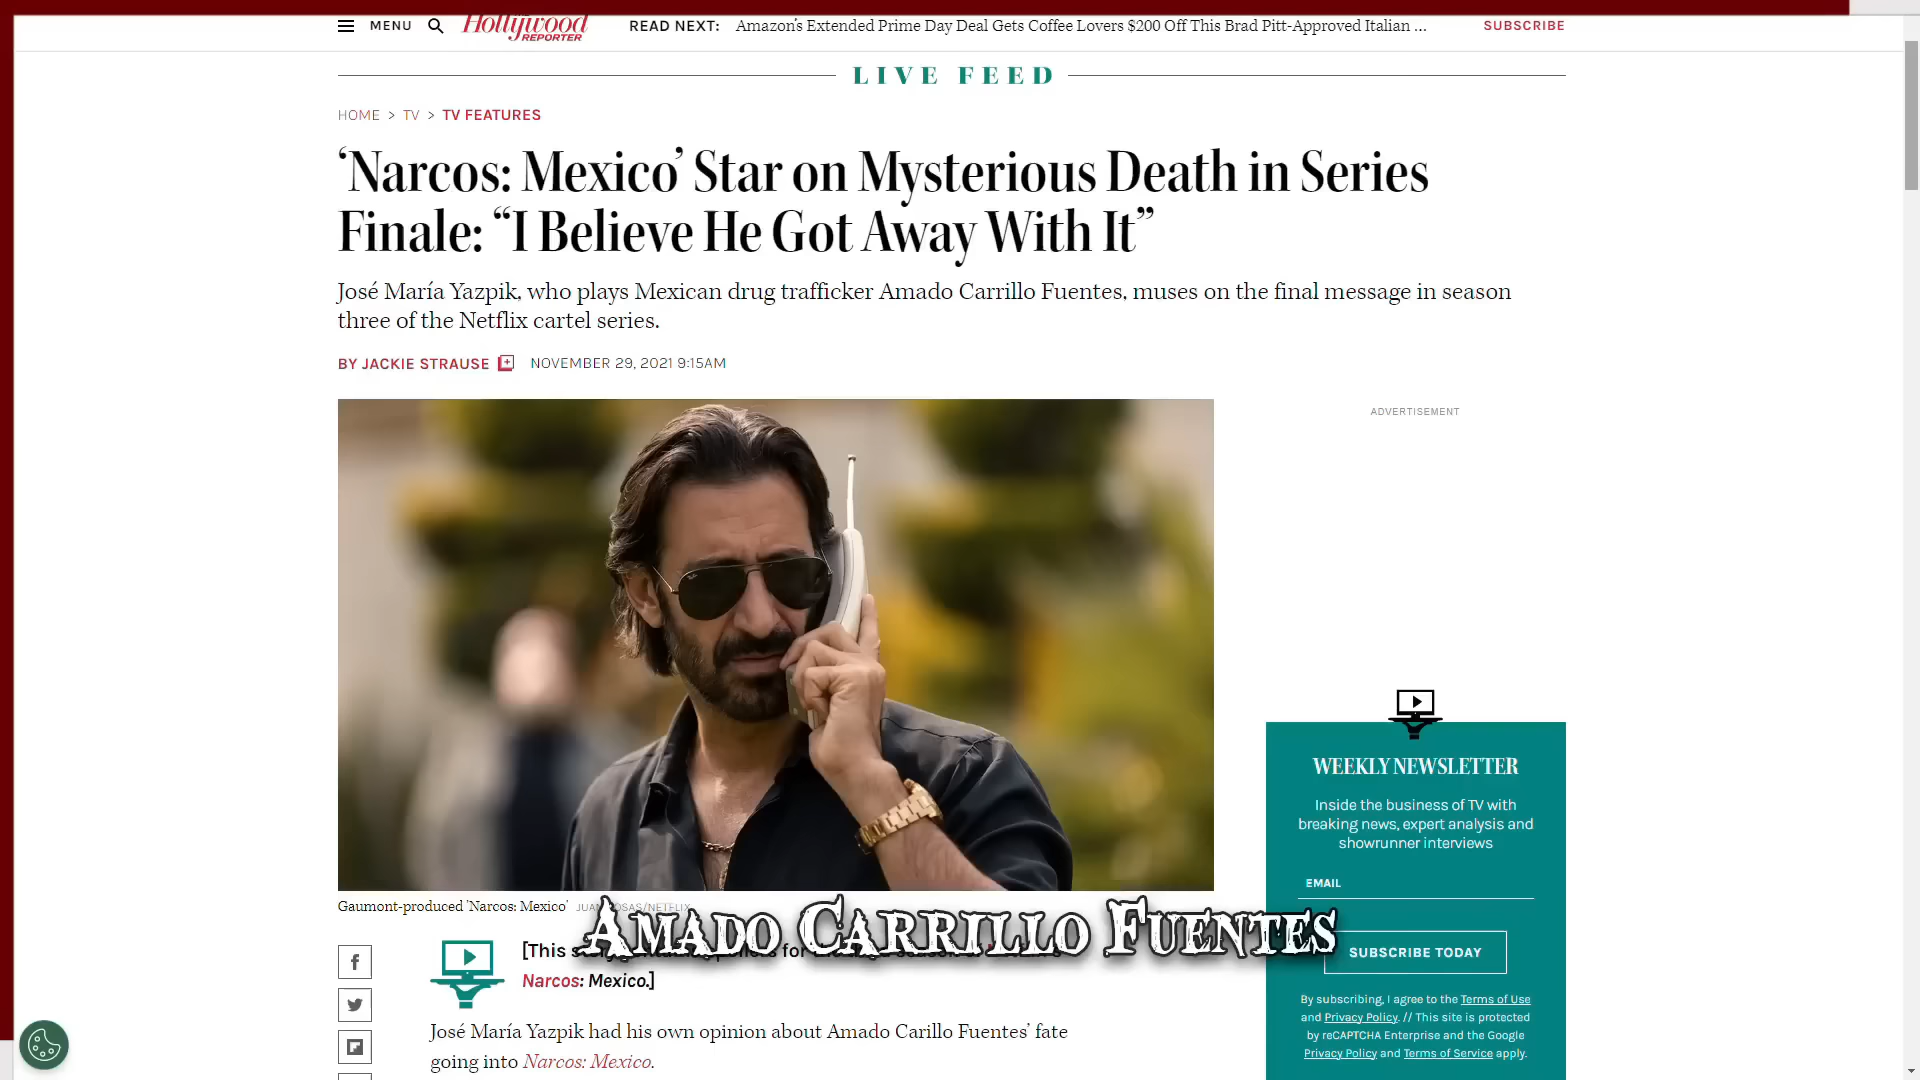 MENU
Hollywood
REPORTER
READ NEXT: Amazon's Extended Prime Day Deal Gets Coffee Lovers $200 Off This Brad Pitt-Approved Italian ...
SUBSCRIBE
LIVE FEED
HOME > TV > TV FEATURES
‘Narcos: Mexico’ Star on Mysterious Death in Series
Finale: “I Believe He Got Away With It”
José María Yazpik, who plays Mexican drug trafficker Amado Carrillo Fuentes, muses on the final message in season
three of the Netflix cartel series.
BY JACKIE STRAUSE NOVEMBER 29, 2021 9:15AM
ADVERTISEMENT
Gaumont-produced 'Narcos: Mexico' /NETFLIX
AMADO CARRILLO FUENTES
[This
Narcos: Mexico.]
José María Yazpik had his own opinion about Amado Carillo Fuentes’ fate
going into Narcos: Mexico.
WEEKLY NEWSLETTER
Inside the business of TV with
breaking news, expert analysis and
showrunner interviews
EMAIL
SUBSCRIBE TODAY
By subscribing, I agree to the Terms of Use
and Privacy Policy. // This site is protected
by reCAPTCHA Enterprise and the Google
Privacy Policy and Terms of Service apply.